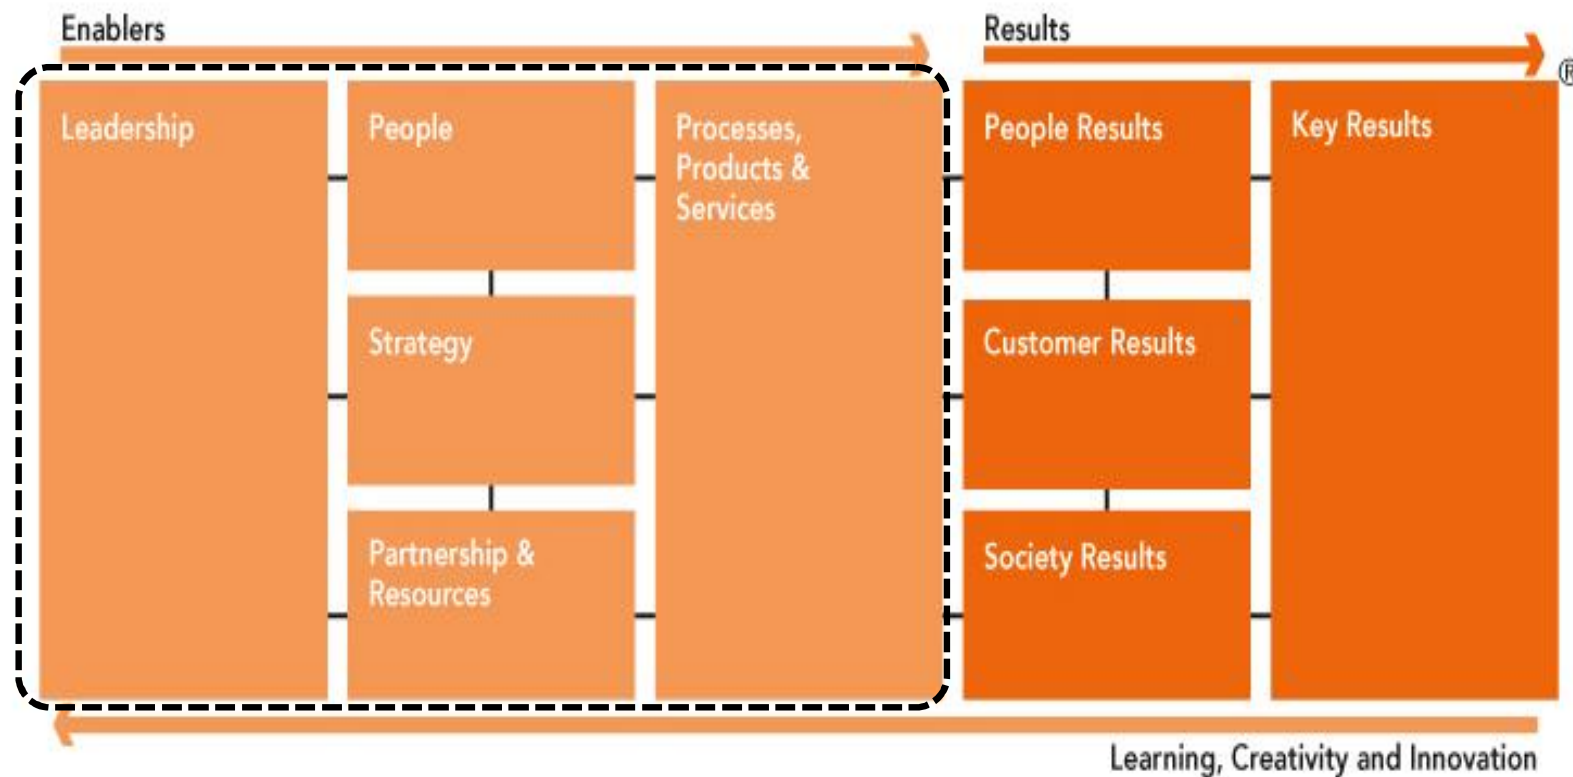 Enablers
Results
®
Leadership
People
Processes,
Products &
Services
People Results
Key Results
Strategy
Customer Results
Partnership &
Resources
Society Results
Learning, Creativity and Innovation